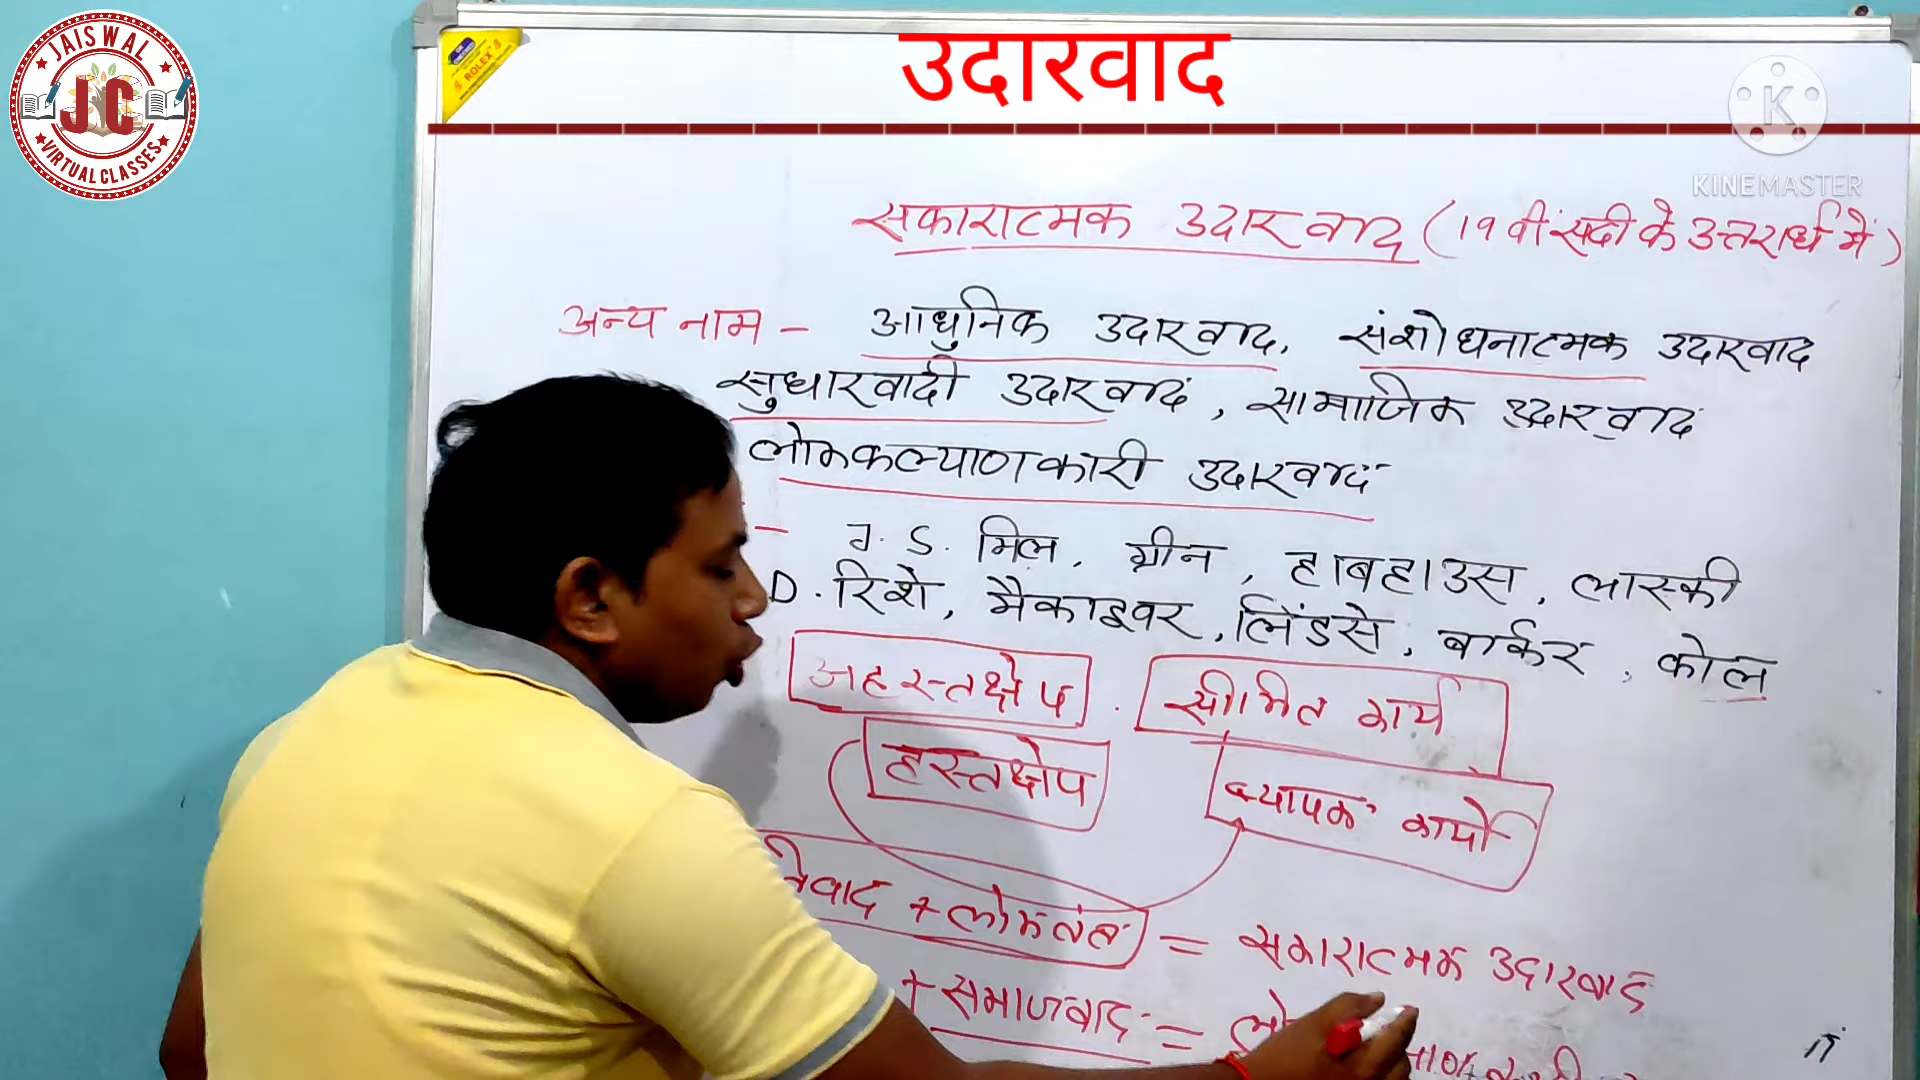 JAISWAL
JC
VIRTUAL CLASSES
ROLEX
उदारवाद
K
KINEMASTER
सकारात्मक उदारवाद (19 वीं सदी के उत्तरार्ध में)
अन्य नाम – आधुनिक उदारवाद, संशोधनात्मक उदारवाद
सुधारवादी उदारवाद, सामाजिक उदारवाद
लोककल्याणकारी उदारवाद
– J. S. मिल, ग्रीन, हाबहाउस, लास्की
D. रिशे, मैकाइवर, लिंडसे, बार्कर, कोल
अहस्तक्षेप. सीमित कार्य
हस्तक्षेप व्यापक कार्यो
+ लोकतंत्र = सकारात्मक उदारवाद
+ समाजवाद =